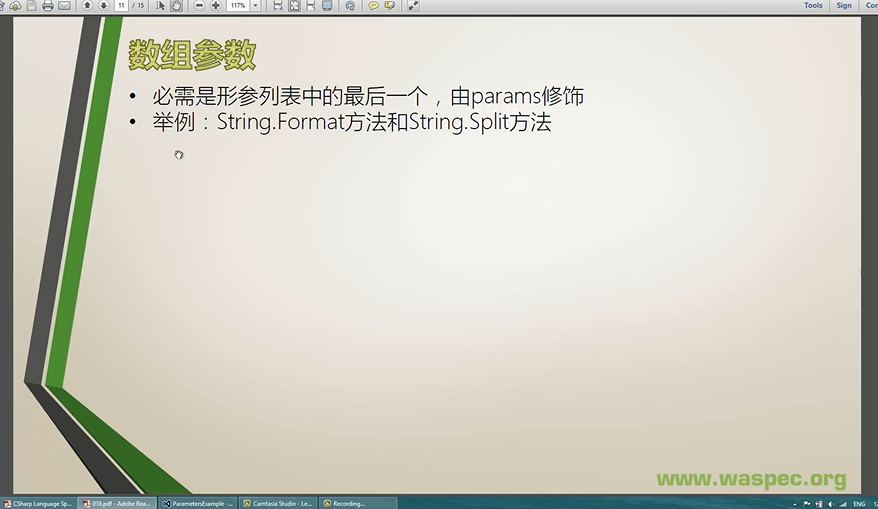 11 / 15
117%
Tools
Sign
数组参数
• 必需是形参列表中的最后一个，由params修饰
• 举例：String.Format方法和String.Split方法
www.waspec.org
CSharp Language Sp...
018.pdf - Adobe Rea...
ParametersExample -...
Camtasia Studio - Le...
Recording...
ENG